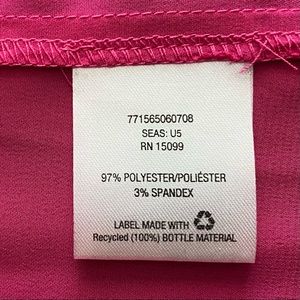 771565060708
SEAS: U5
RN 15099
97% POLYESTER/POLIÉSTER
3% SPANDEX
LABEL MADE WITH
Recycled (100%) BOTTLE MATERIAL